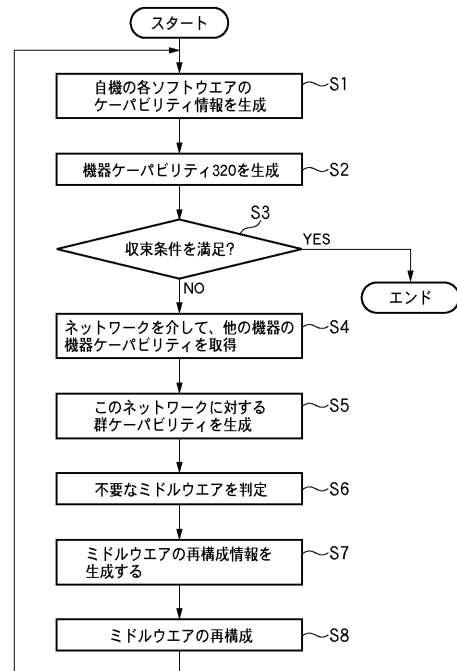 スタート
自機の各ソフトウエアの
ケーパビリティ情報を生成
S1
機器ケーパビリティ320を生成
S2
S3
収束条件を満足?
YES
NO
エンド
ネットワークを介して、他の機器の
機器ケーパビリティを取得
S4
このネットワークに対する
群ケーパビリティを生成
S5
不要なミドルウエアを判定
S6
ミドルウエアの再構成情報を
生成する
S7
ミドルウエアの再構成
S8